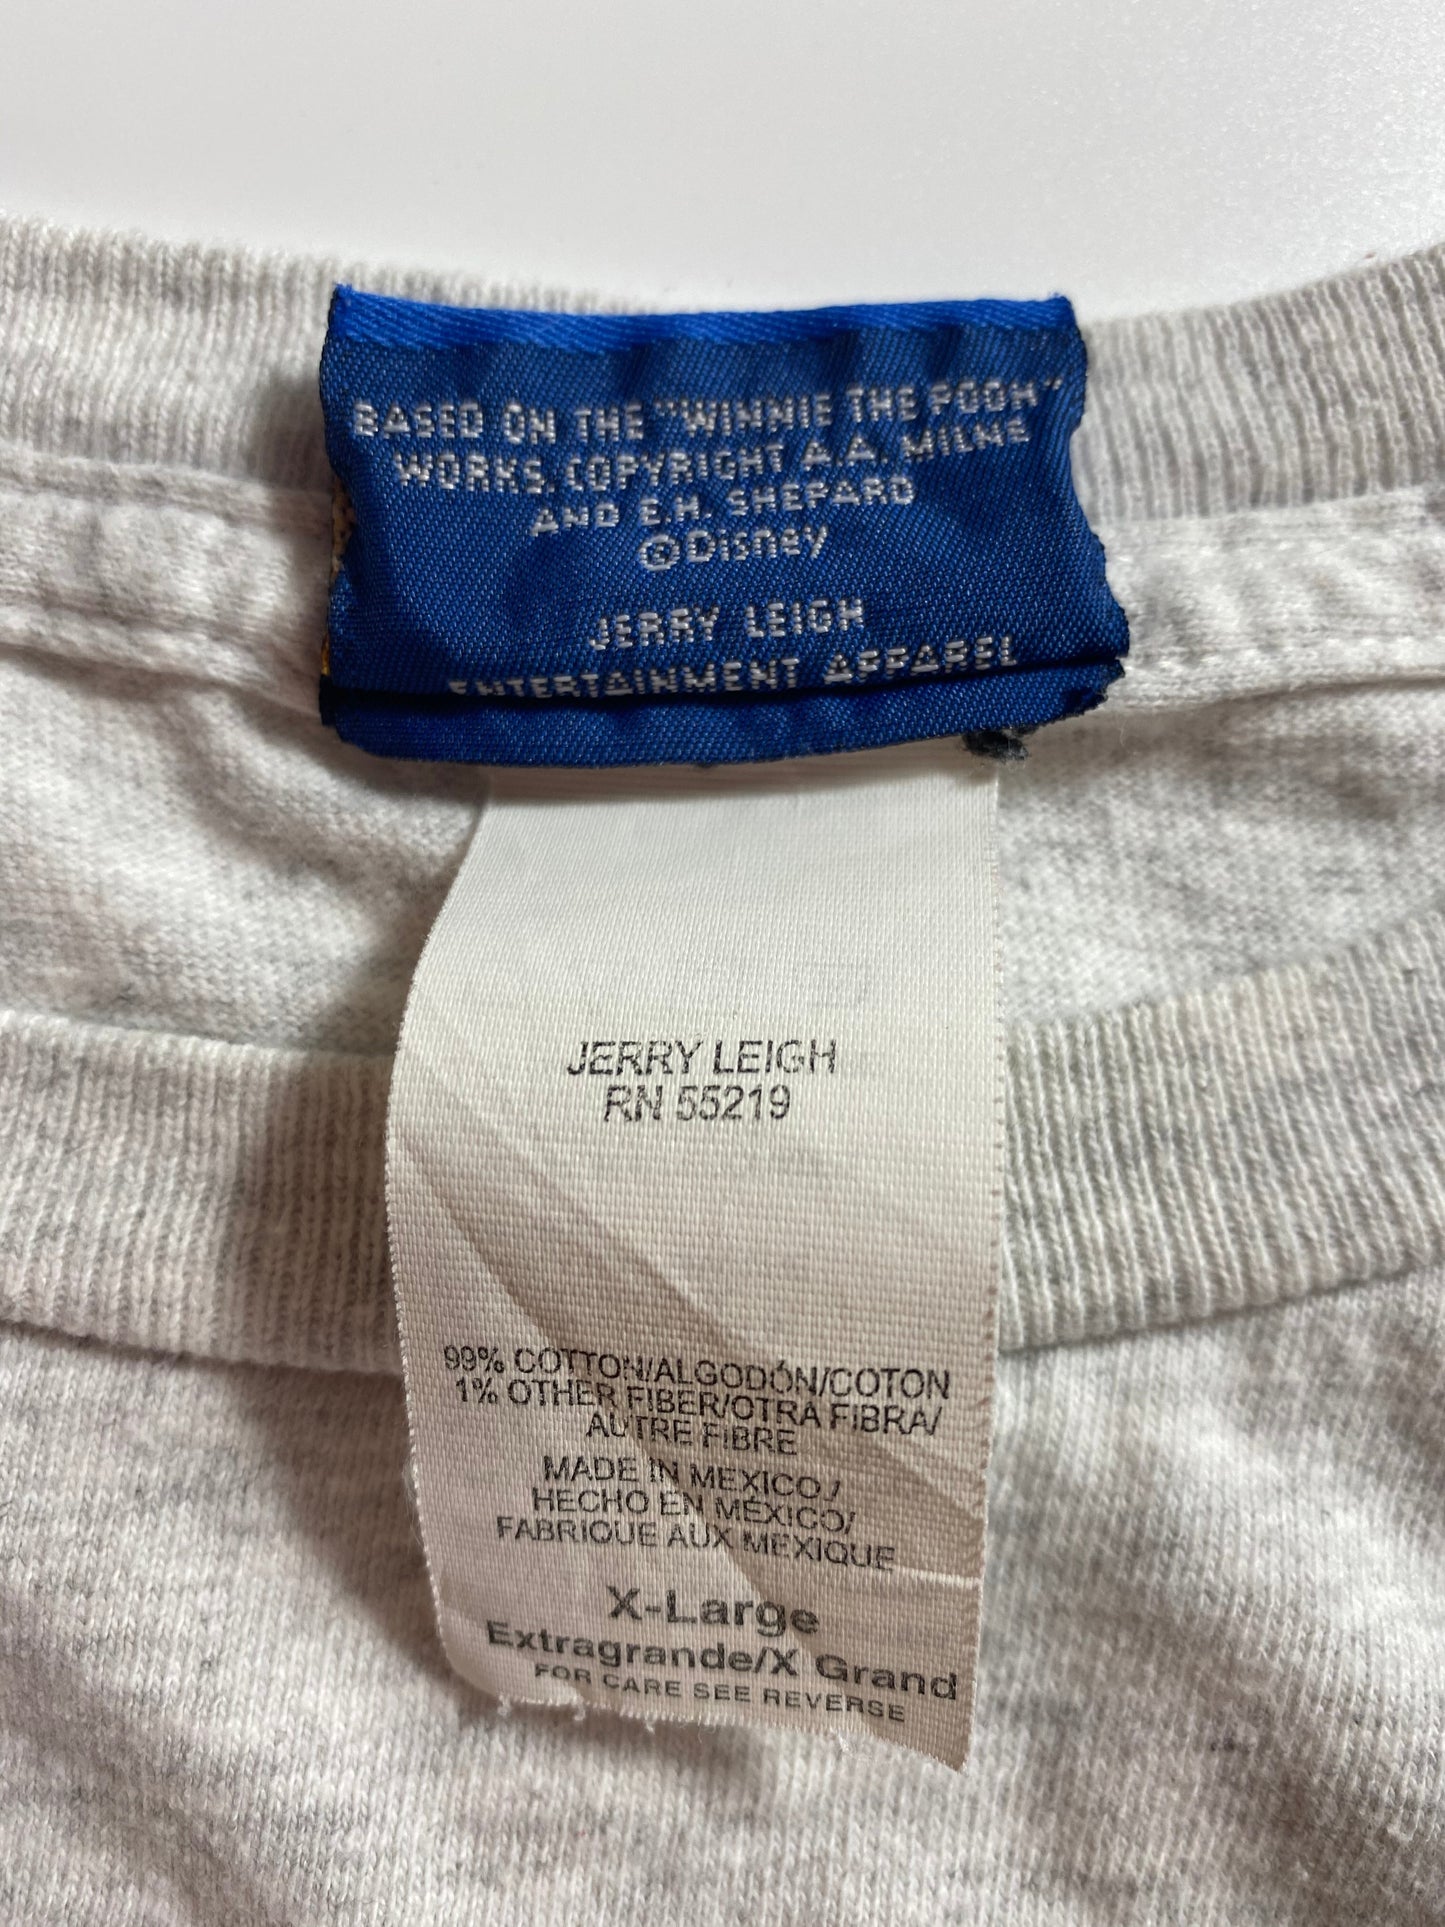 BASED ON THE "WINNIE THE POOH"
WORKS, COPYRIGHT A.A. MILNE
AND E.H. SHEPARD
©Disney
JERRY LEIGH
ENTERTAINMENT APPAREL
JERRY LEIGH
RN 55219
99% COTTON/ALGODÓN/COTON
1% OTHER FIBER/OTRA FIBRA/
AUTRE FIBRE
MADE IN MEXICO/
HECHO EN MÉXICO/
FABRIQUE AUX MEXIQUE
X-Large
Extragrande/X Grand
FOR CARE SEE REVERSE